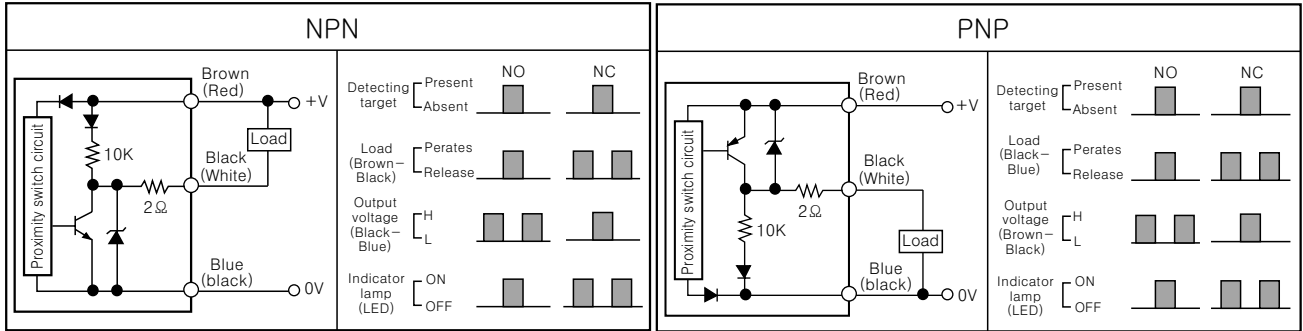 NPN
Proximity switch circuit
Brown
(Red)
+V
Load
10K
Black
(White)
2Ω
Blue
(black)
0V
NO
NC
Detecting
target
Present
Absent
Load
(Brown–
Black)
Perates
Release
Output
voltage
(Black–
Blue)
H
L
Indicator
lamp
(LED)
ON
OFF
PNP
Proximity switch circuit
Brown
(Red)
+V
Black
(White)
2Ω
10K
Load
Blue
(black)
0V
NO
NC
Detecting
target
Present
Absent
Load
(Black–
Blue)
Perates
Release
Output
voltage
(Brown–
Black)
H
L
Indicator
lamp
(LED)
ON
OFF